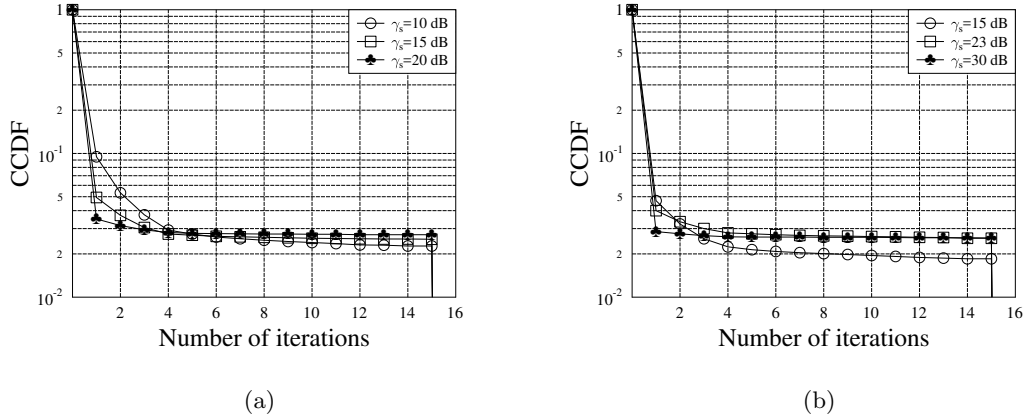 1
γs=10 dB
γs=15 dB
γs=20 dB
5
2
CCDF
10-1
5
2
10-2
2 4 6 8 10 12 14 16
Number of iterations
(a)
1
γs=15 dB
γs=23 dB
γs=30 dB
5
2
CCDF
10-1
5
2
10-2
2 4 6 8 10 12 14 16
Number of iterations
(b)